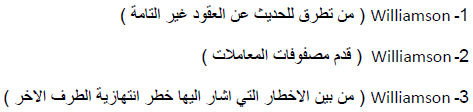 1- Williamson ( من تطرق للحديث عن العقود غير التامة )
2- Williamson ( قدم مصفوفات المعاملات )
3- Williamson ( من بين الاخطار التي اشار اليها خطر انتهازية الطرف الاخر )